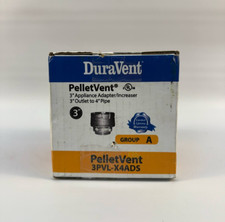 DuraVent
PelletVent®
3" Appliance Adapter/Increaser
3" Outlet to 4" Pipe
3"
GROUP A
PelletVent
3PVL-X4ADS